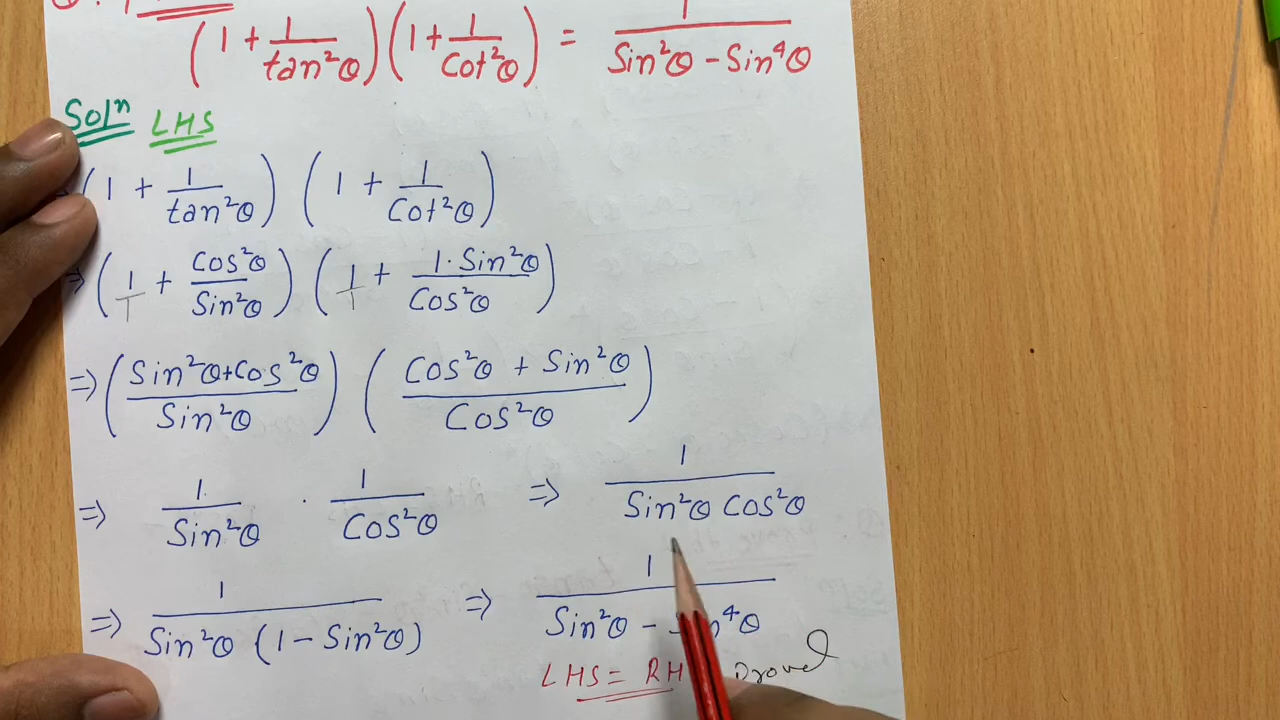 (1 + 1/tan²θ)(1 + 1/Cot²θ) = 1/(Sin²θ - Sin⁴θ)
Solⁿ LHS
(1 + 1/tan²θ) (1 + 1/Cot²θ)
⇒ (1/1 + Cos²θ/Sin²θ) (1/1 + 1·Sin²θ/Cos²θ)
⇒ ((Sin²θ+Cos²θ)/Sin²θ) ((Cos²θ + Sin²θ)/Cos²θ)
⇒ 1/Sin²θ · 1/Cos²θ ⇒ 1/(Sin²θ Cos²θ)
⇒ 1/(Sin²θ (1 - Sin²θ)) ⇒ 1/(Sin²θ - Sin⁴θ)
LHS = RH Proved